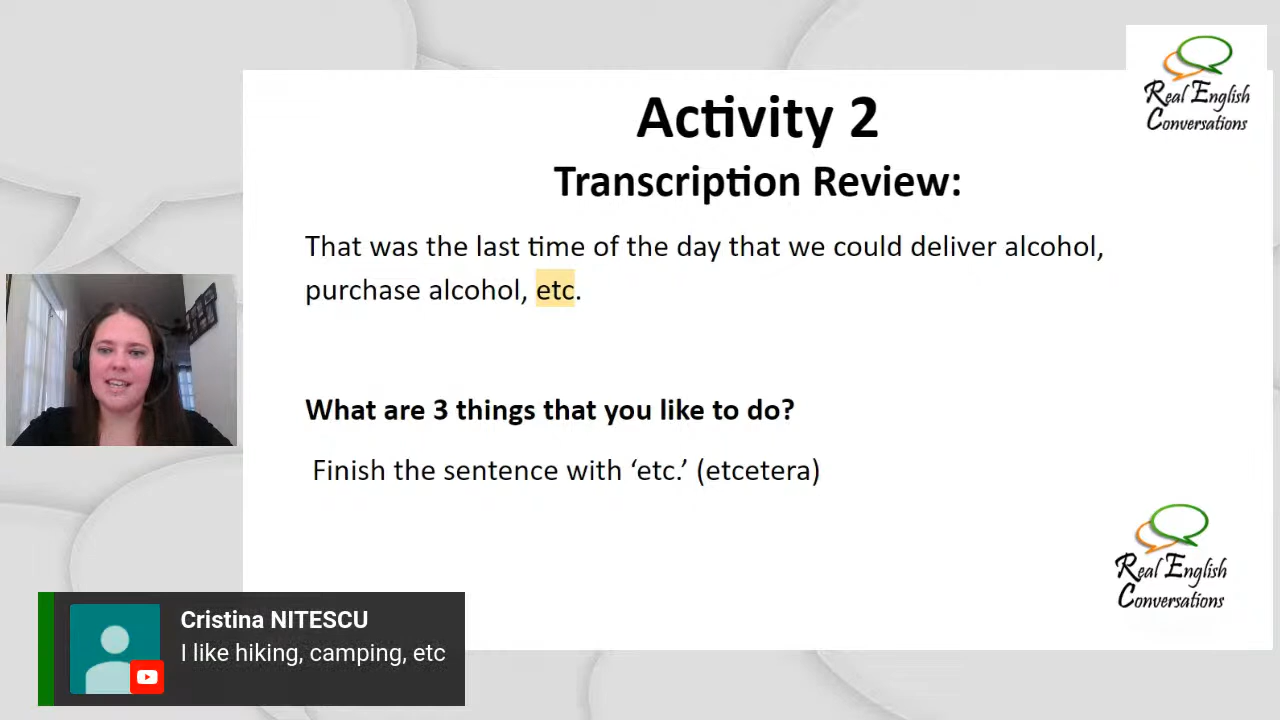 Real English
Conversations
Activity 2
Transcription Review:
That was the last time of the day that we could deliver alcohol,
purchase alcohol, etc.
What are 3 things that you like to do?
Finish the sentence with ‘etc.’ (etcetera)
Real English
Conversations
Cristina NITESCU
I like hiking, camping, etc